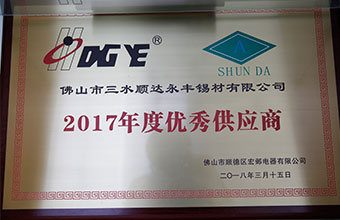 DGYE®
A
SHUN DA
佛山市三水顺达永丰锡材有限公司
2017年度优秀供应商
佛山市顺德区宏邺电器有限公司
二〇一八年三月十五日